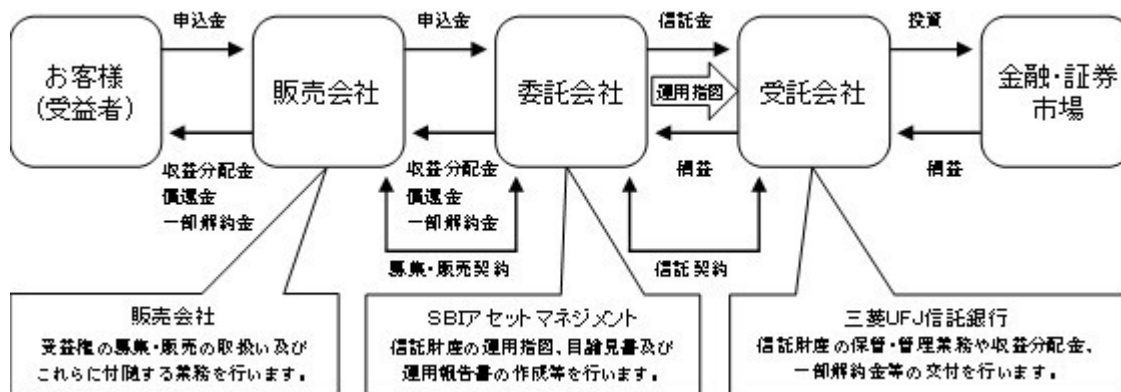 申込金
申込金
信託金
投資
お客様
(受益者)
販売会社
委託会社
運用指図
受託会社
金融・証券
市場
収益分配金
償還金
一部解約金
収益分配金
償還金
一部解約金
損益
損益
募集・販売契約
信託契約
販売会社
受益権の募集・販売の取扱い及び
これらに付随する業務を行います。
SBIアセットマネジメント
信託財産の運用指図、目論見書及び
運用報告書の作成等を行います。
三菱UFJ信託銀行
信託財産の保管・管理業務や収益分配金、
一部解約金等の交付を行います。